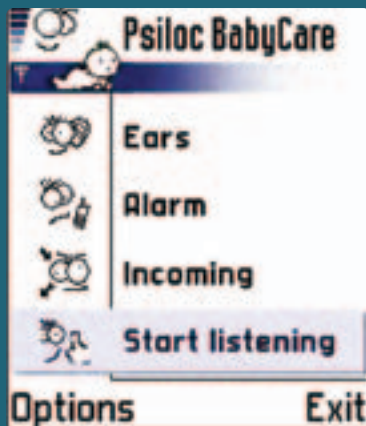 Psiloc BabyCare
Ears
Alarm
Incoming
Start listening
Options Exit